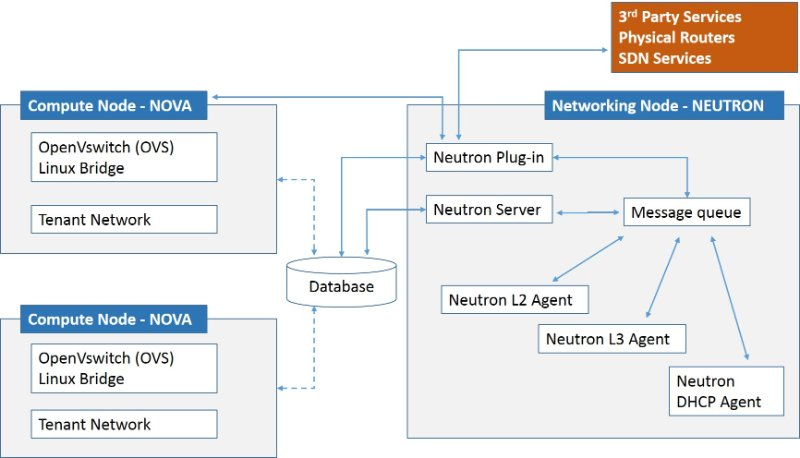 3rd Party Services
Physical Routers
SDN Services
Compute Node - NOVA
OpenVswitch (OVS)
Linux Bridge
Tenant Network
Networking Node - NEUTRON
Neutron Plug-in
Neutron Server
Message queue
Database
Neutron L2 Agent
Neutron L3 Agent
Neutron
DHCP Agent
Compute Node - NOVA
OpenVswitch (OVS)
Linux Bridge
Tenant Network